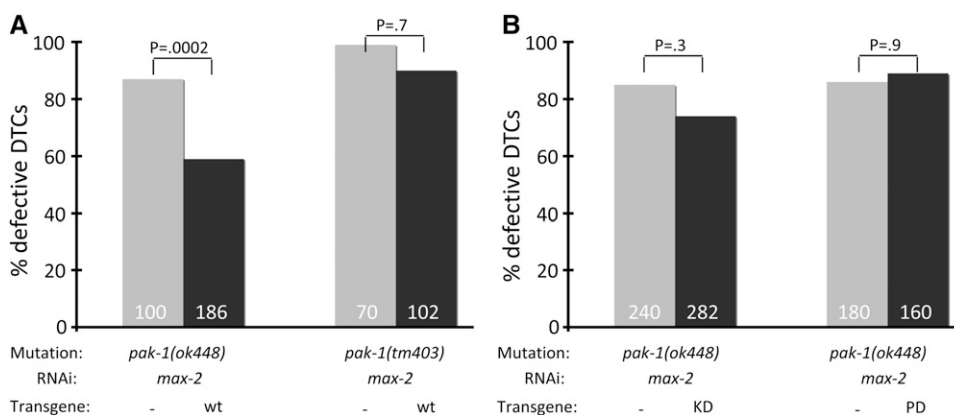 A
% defective DTCs
100
80
60
40
20
0
P=.0002
P=.7
100
186
70
102
Mutation:
pak-1(ok448)
pak-1(tm403)
RNAi:
max-2
max-2
Transgene:
-
wt
-
wt
B
% defective DTCs
100
80
60
40
20
0
P=.3
P=.9
240
282
180
160
Mutation:
pak-1(ok448)
pak-1(ok448)
RNAi:
max-2
max-2
Transgene:
-
KD
-
PD